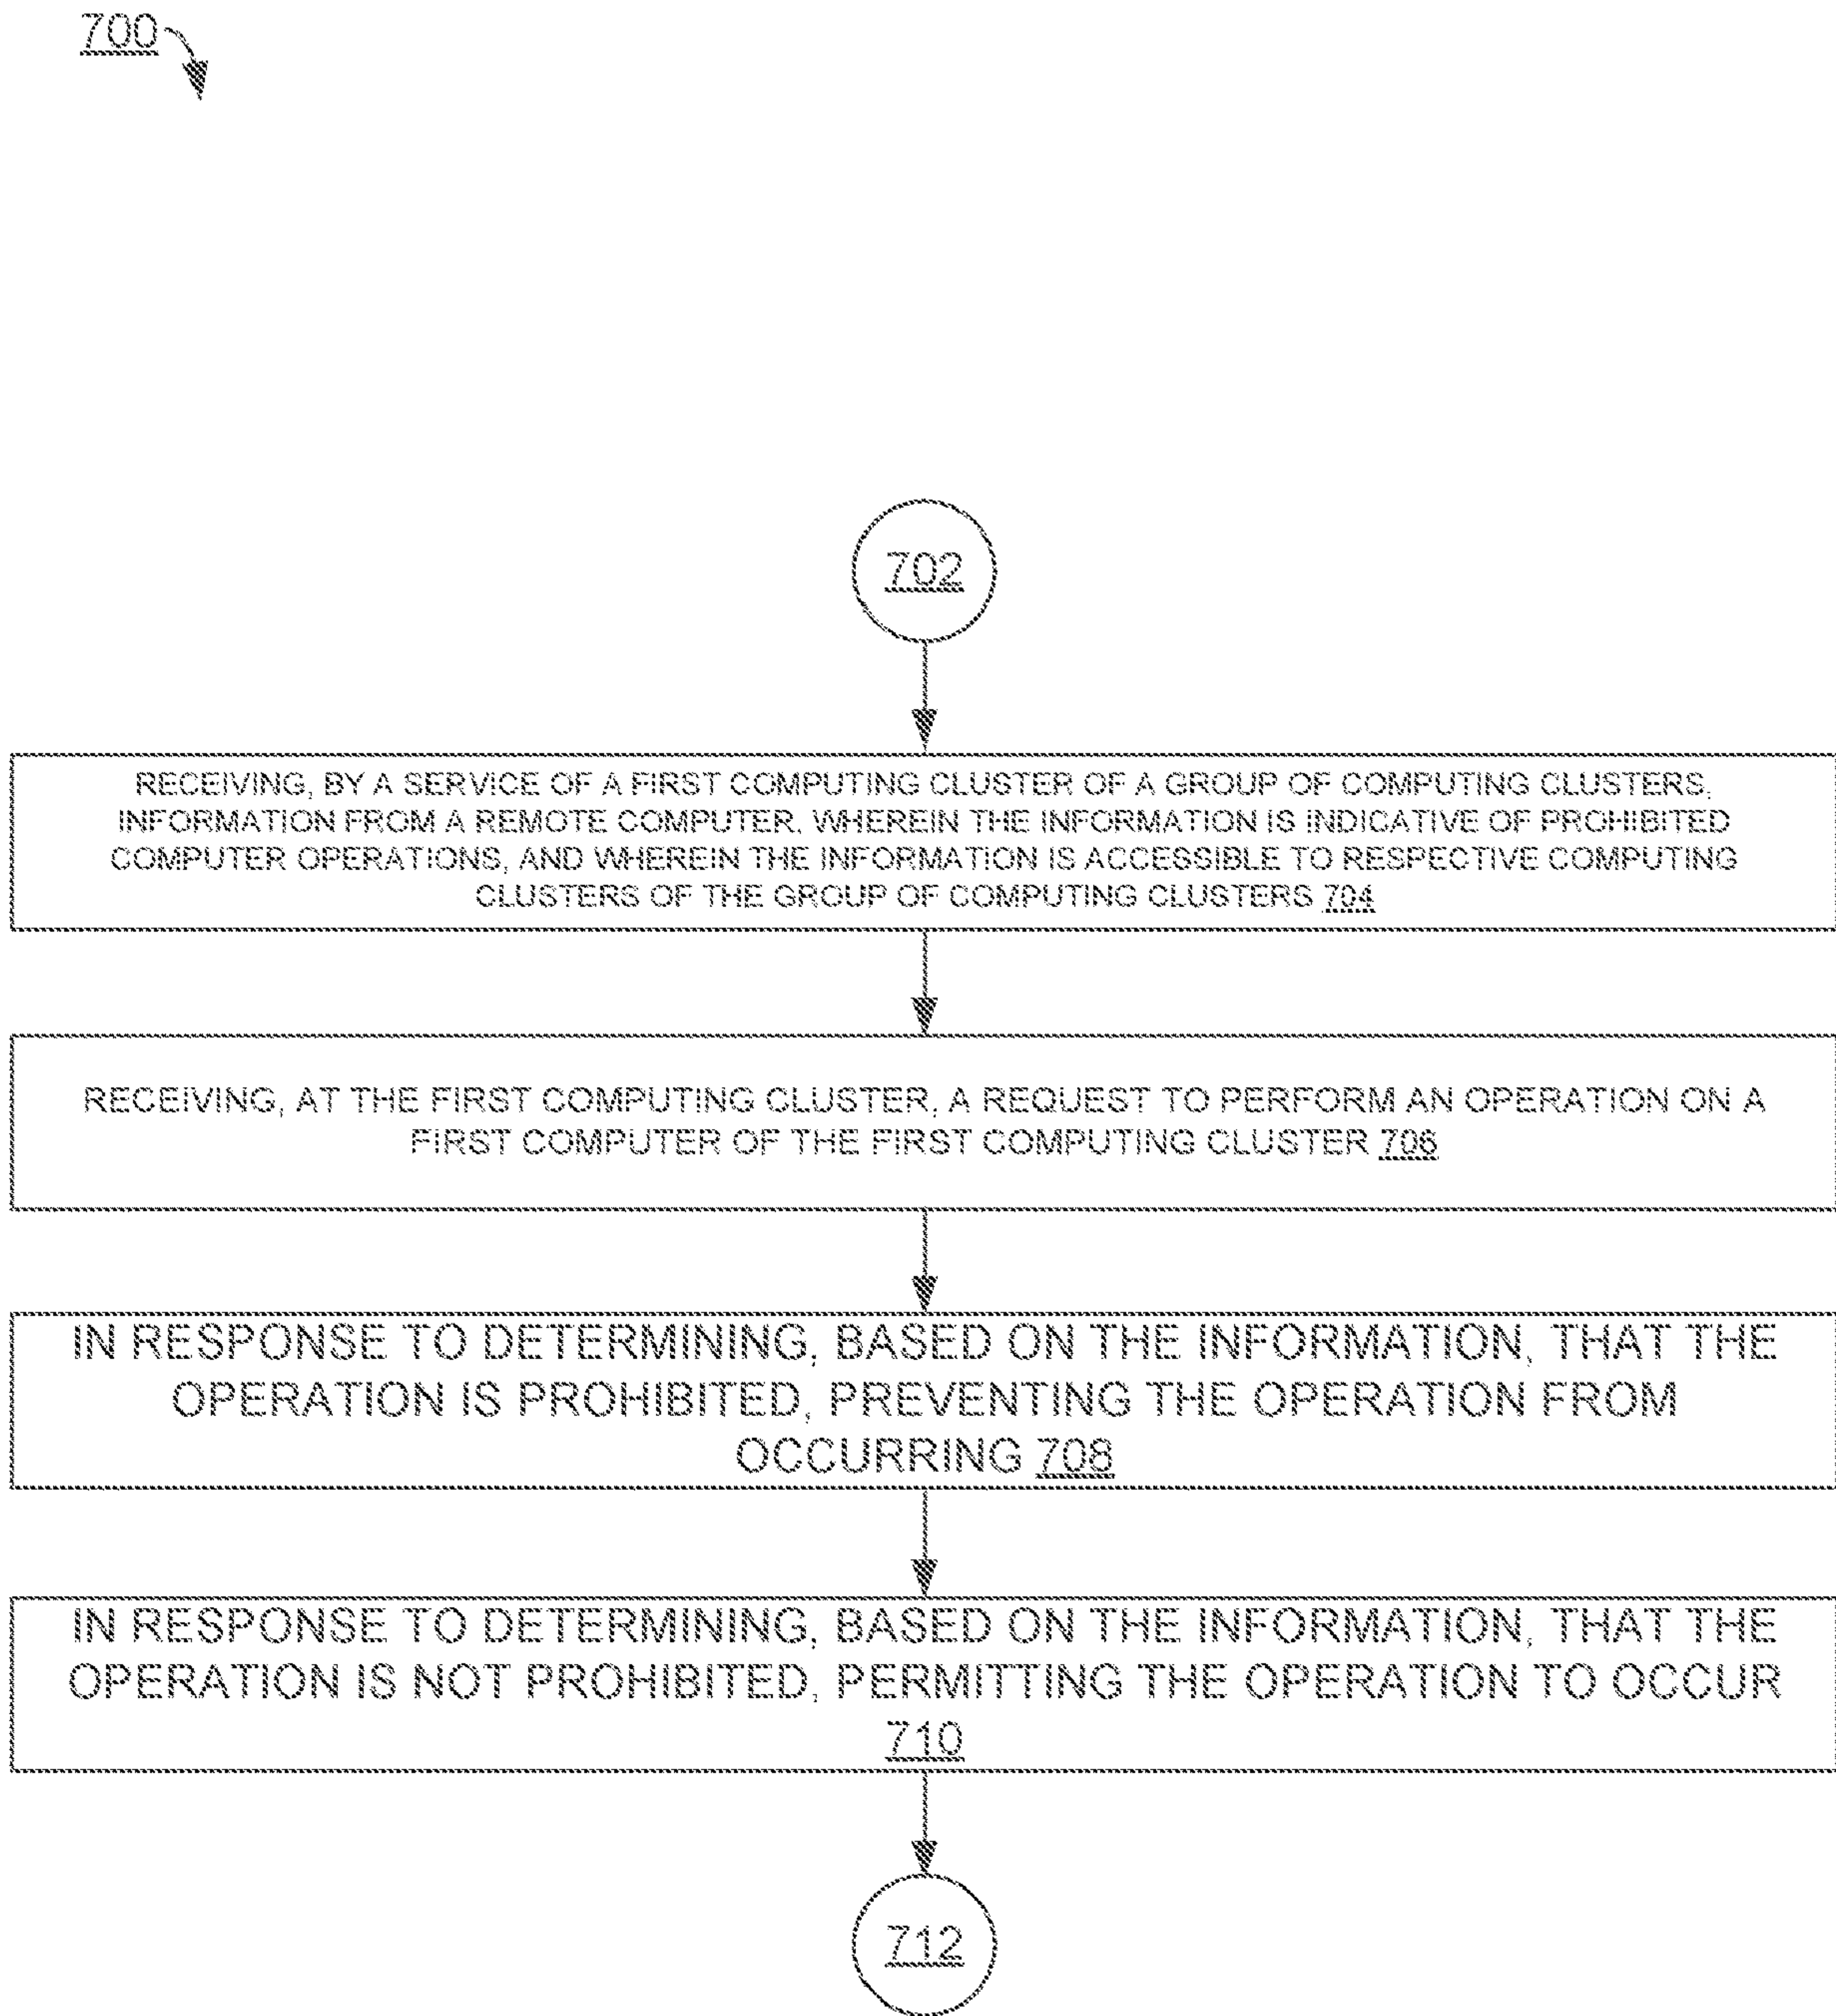 700
702
RECEIVING, BY A SERVICE OF A FIRST COMPUTING CLUSTER OF A GROUP OF COMPUTING CLUSTERS,
INFORMATION FROM A REMOTE COMPUTER, WHEREIN THE INFORMATION IS INDICATIVE OF PROHIBITED
COMPUTER OPERATIONS, AND WHEREIN THE INFORMATION IS ACCESSIBLE TO RESPECTIVE COMPUTING
CLUSTERS OF THE GROUP OF COMPUTING CLUSTERS 704
RECEIVING, AT THE FIRST COMPUTING CLUSTER, A REQUEST TO PERFORM AN OPERATION ON A
FIRST COMPUTER OF THE FIRST COMPUTING CLUSTER 706
IN RESPONSE TO DETERMINING, BASED ON THE INFORMATION, THAT THE
OPERATION IS PROHIBITED, PREVENTING THE OPERATION FROM
OCCURRING 708
IN RESPONSE TO DETERMINING, BASED ON THE INFORMATION, THAT THE
OPERATION IS NOT PROHIBITED, PERMITTING THE OPERATION TO OCCUR
710
712